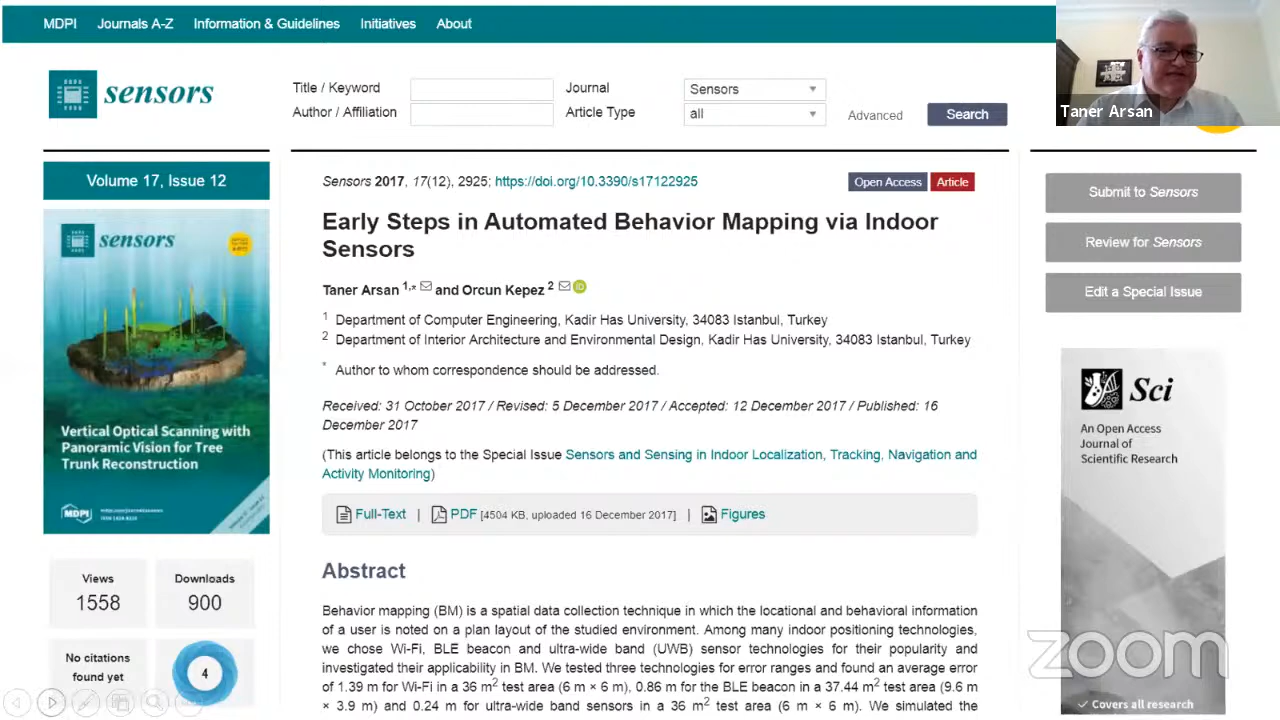 MDPI Journals A-Z Information & Guidelines Initiatives About
Taner Arsan
sensors
Title / Keyword
Journal
Sensors
Author / Affiliation
Article Type
all
Advanced
Search
Volume 17, Issue 12
sensors
Vertical Optical Scanning with
Panoramic Vision for Tree
Trunk Reconstruction
MDPI
Views
1558
Downloads
900
No citations
found yet
4
Sensors 2017, 17(12), 2925; https://doi.org/10.3390/s17122925
Open Access Article
Early Steps in Automated Behavior Mapping via Indoor
Sensors
Taner Arsan 1,* and Orcun Kepez 2 iD
1 Department of Computer Engineering, Kadir Has University, 34083 Istanbul, Turkey
2 Department of Interior Architecture and Environmental Design, Kadir Has University, 34083 Istanbul, Turkey
* Author to whom correspondence should be addressed.
Received: 31 October 2017 / Revised: 5 December 2017 / Accepted: 12 December 2017 / Published: 16
December 2017
(This article belongs to the Special Issue Sensors and Sensing in Indoor Localization, Tracking, Navigation and
Activity Monitoring)
Full-Text | PDF [4504 KB, uploaded 16 December 2017] | Figures
Abstract
Behavior mapping (BM) is a spatial data collection technique in which the locational and behavioral information
of a user is noted on a plan layout of the studied environment. Among many indoor positioning technologies,
we chose Wi-Fi, BLE beacon and ultra-wide band (UWB) sensor technologies for their popularity and
investigated their applicability in BM. We tested three technologies for error ranges and found an average error
of 1.39 m for Wi-Fi in a 36 m2 test area (6 m × 6 m), 0.86 m for the BLE beacon in a 37.44 m2 test area (9.6 m
× 3.9 m) and 0.24 m for ultra-wide band sensors in a 36 m2 test area (6 m × 6 m). We simulated the
Submit to Sensors
Review for Sensors
Edit a Special Issue
Sci
An Open Access
Journal of
Scientific Research
Covers all research
zoom